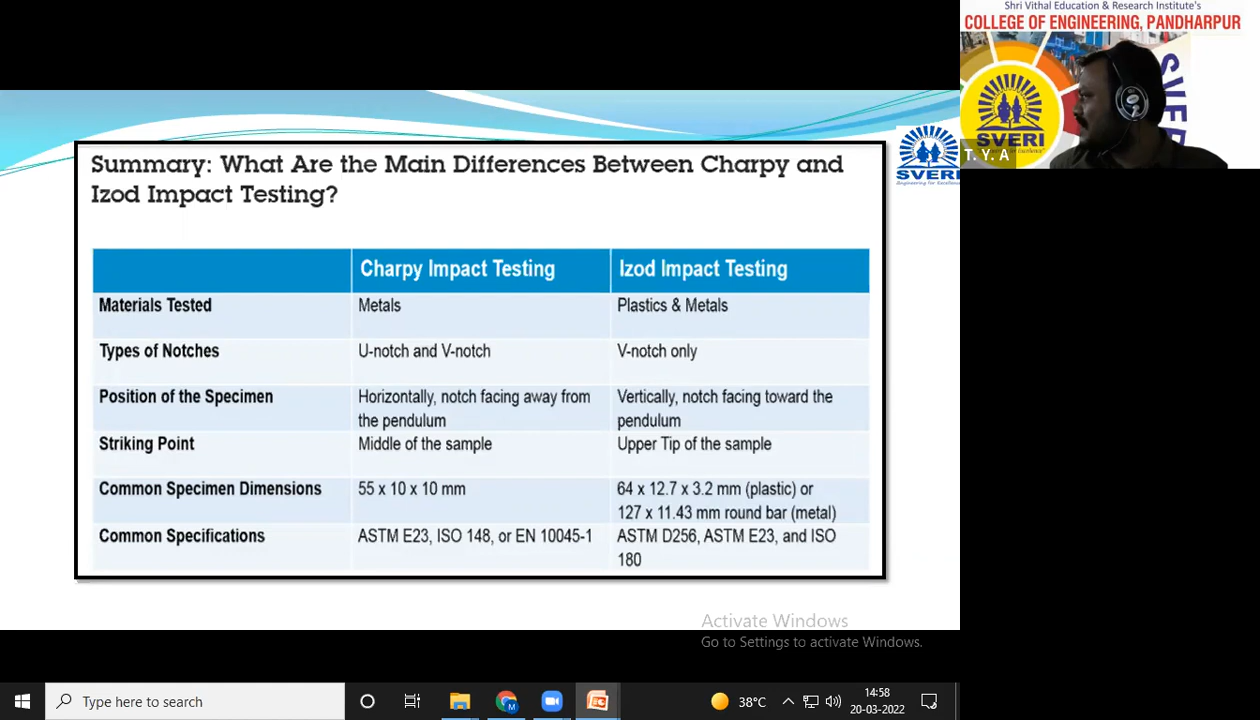 Shri Vithal Education & Research Institute's
COLLEGE OF ENGINEERING, PANDHARPUR
SVERI
T. Y. A
SVERI
Summary: What Are the Main Differences Between Charpy and
Izod Impact Testing?
Charpy Impact Testing Izod Impact Testing
Materials Tested Metals Plastics & Metals
Types of Notches U-notch and V-notch V-notch only
Position of the Specimen Horizontally, notch facing away from Vertically, notch facing toward the
the pendulum pendulum
Striking Point Middle of the sample Upper Tip of the sample
Common Specimen Dimensions 55 x 10 x 10 mm 64 x 12.7 x 3.2 mm (plastic) or
127 x 11.43 mm round bar (metal)
Common Specifications ASTM E23, ISO 148, or EN 10045-1 ASTM D256, ASTM E23, and ISO
180
Activate Windows
Go to Settings to activate Windows.
Type here to search
38°C
14:58
20-03-2022